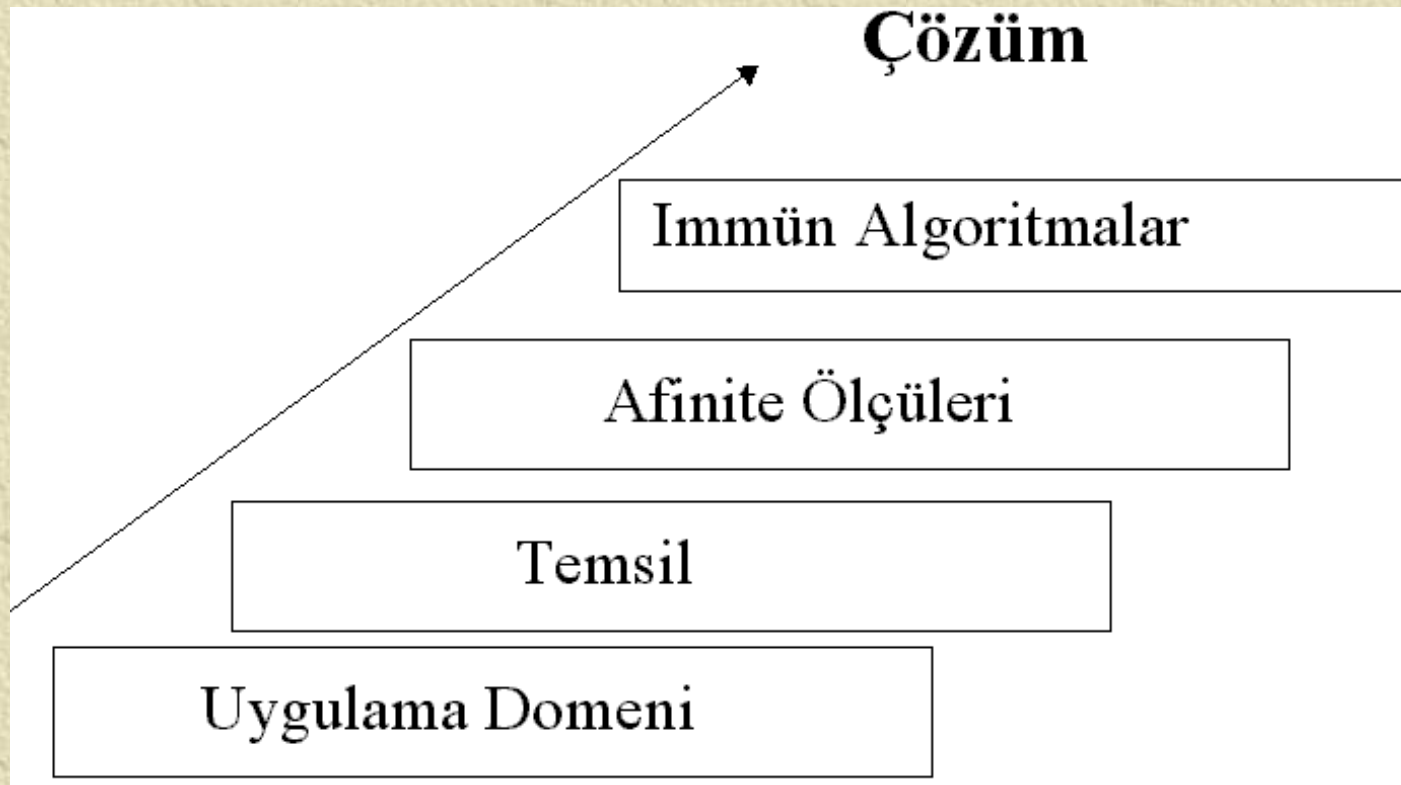 Çözüm
Immün Algoritmalar
Afinite Ölçüleri
Temsil
Uygulama Domeni